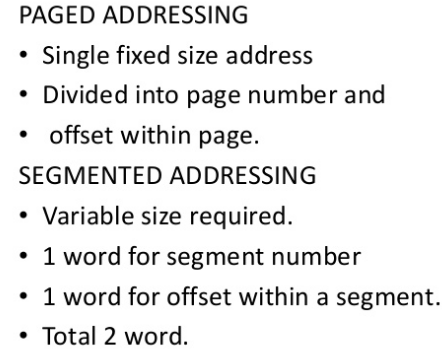 PAGED ADDRESSING
• Single fixed size address
• Divided into page number and
• offset within page.
SEGMENTED ADDRESSING
• Variable size required.
• 1 word for segment number
• 1 word for offset within a segment.
• Total 2 word.